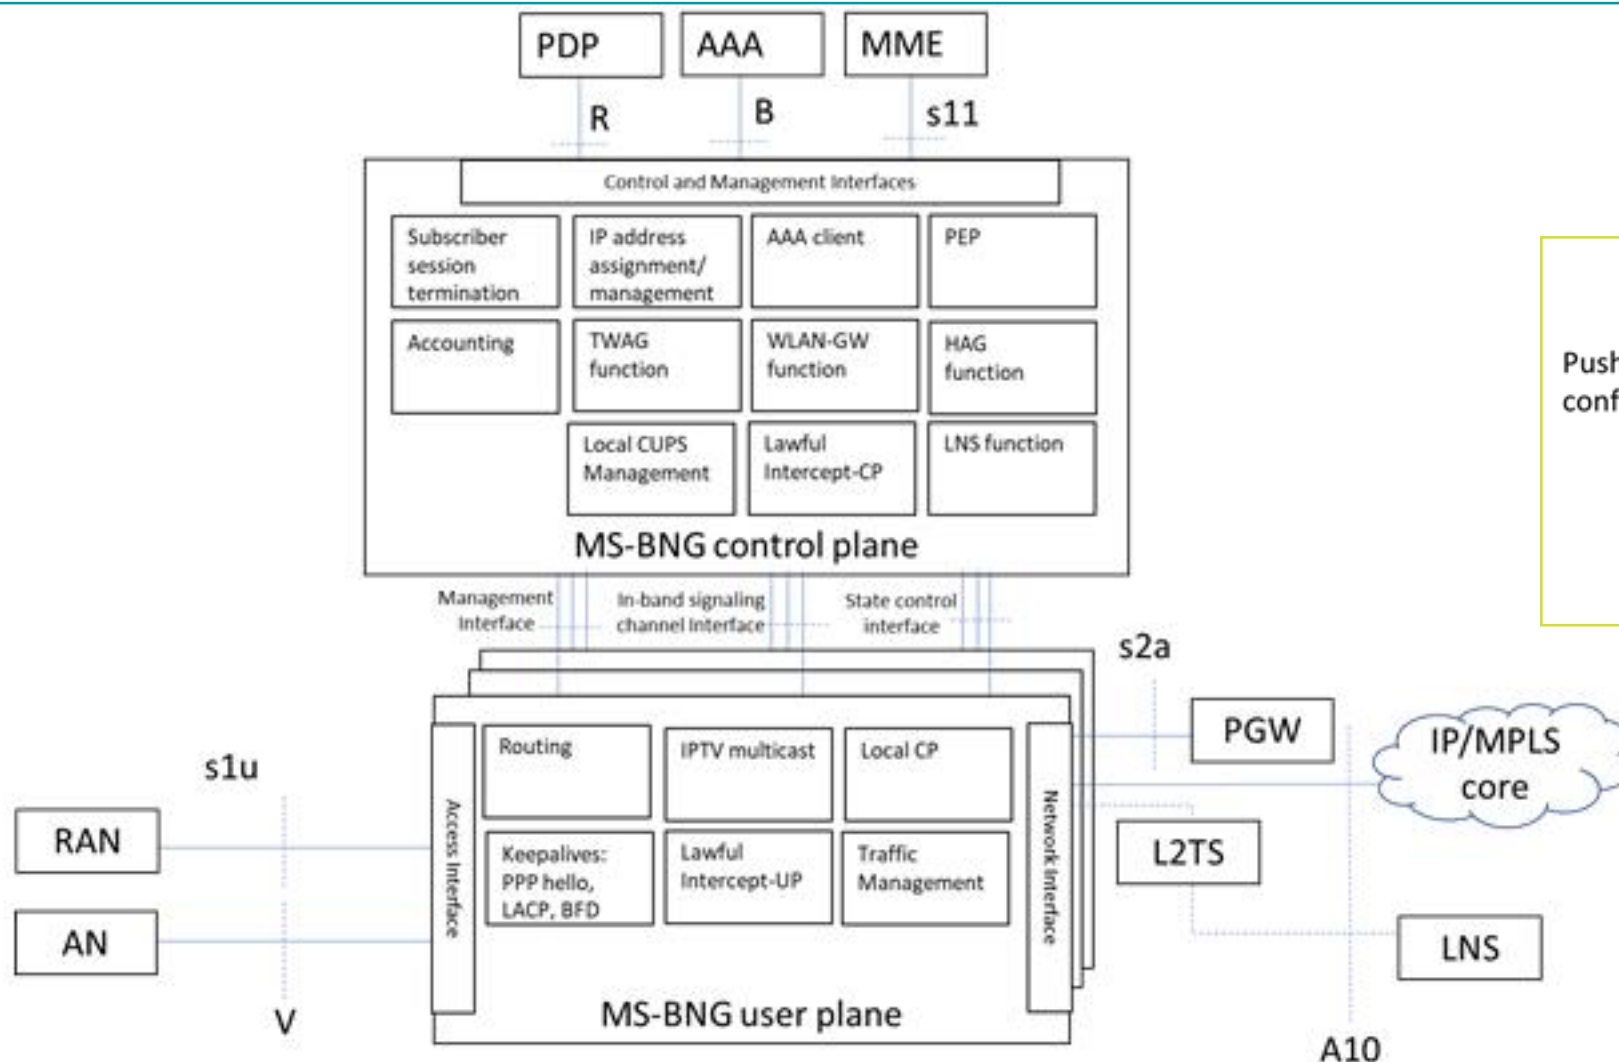 PDP
AAA
MME
R
B
s11
Control and Management Interfaces
Subscriber
session
termination
IP address
assignment/
management
AAA client
PEP
Accounting
TWAG
function
WLAN-GW
function
HAG
function
Local CUPS
Management
Lawful
Intercept-CP
LNS function
MS-BNG control plane
Management
Interface
In-band signaling
channel Interface
State control
interface
Push
conf
s2a
PGW
IP/MPLS
core
s1u
Routing
IPTV multicast
Local CP
Access Interface
Network Interface
RAN
Keepalives:
PPP hello,
LACP, BFD
Lawful
Intercept-UP
Traffic
Management
L2TS
AN
LNS
MS-BNG user plane
V
A10